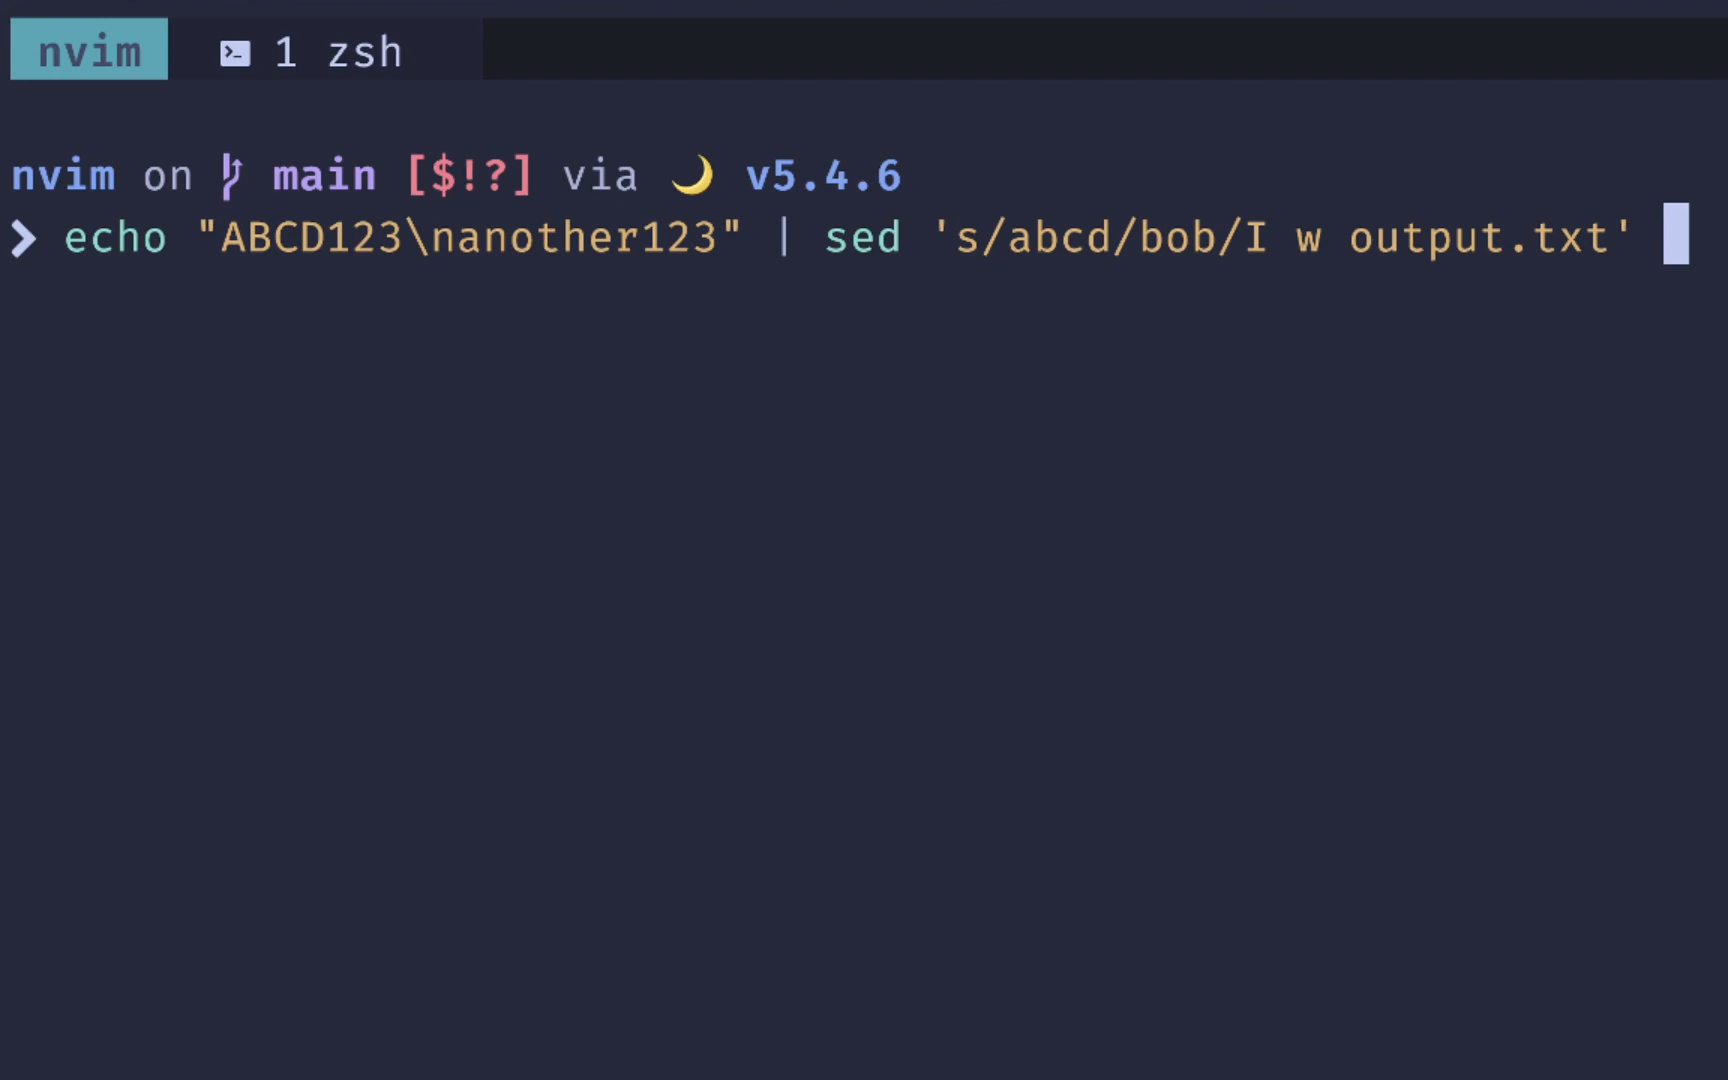 nvim 1 zsh
nvim on main [$!?] via 🌙 v5.4.6
❯ echo "ABCD123\nanother123" | sed 's/abcd/bob/I w output.txt'